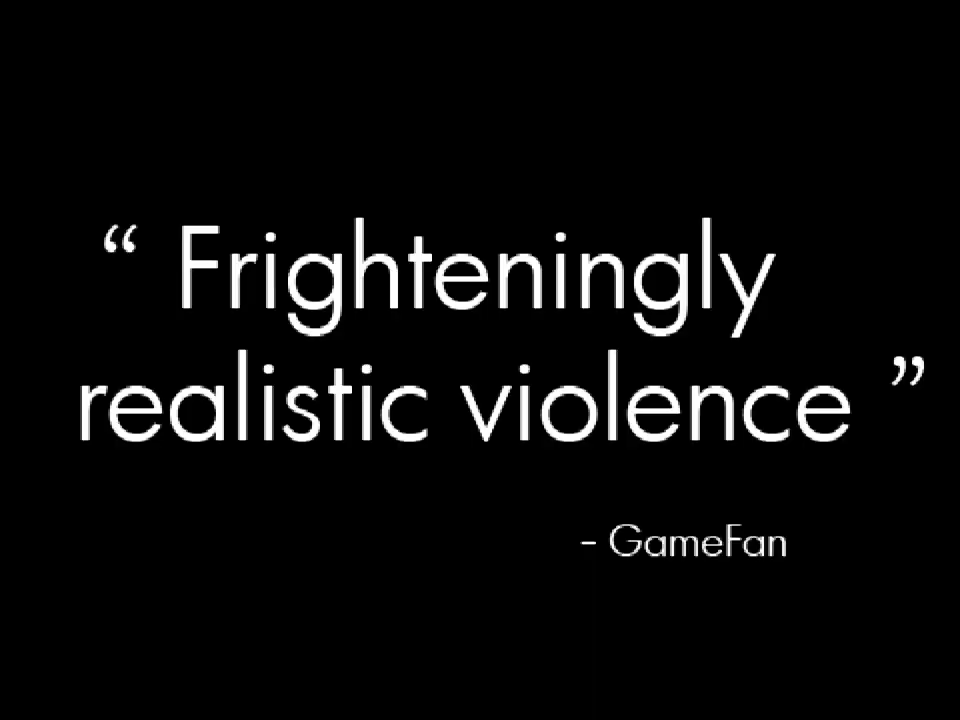 “ Frighteningly
realistic violence ”
- GameFan